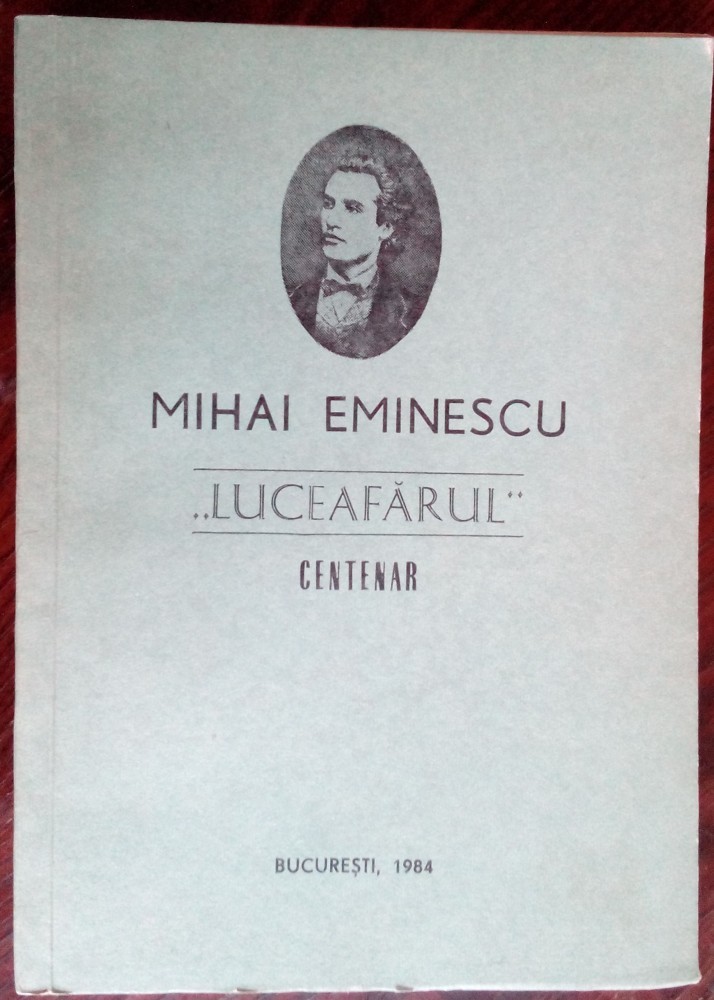 MIHAI EMINESCU
„LUCEAFĂRUL“
CENTENAR
BUCUREȘTI, 1984